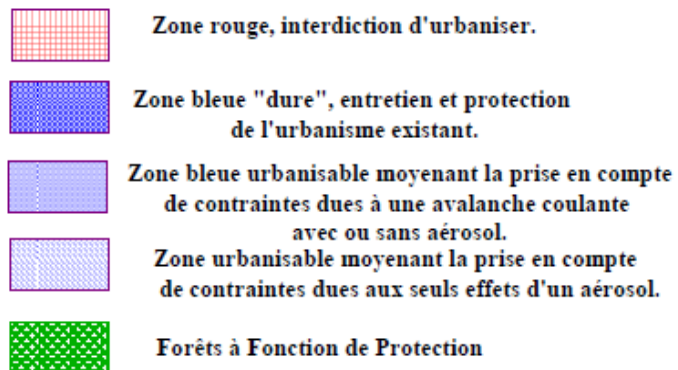 Zone rouge, interdiction d'urbaniser.
Zone bleue "dure", entretien et protection
de l'urbanisme existant.
Zone bleue urbanisable moyenant la prise en compte
de contraintes dues à une avalanche coulante
avec ou sans aérosol.
Zone urbanisable moyenant la prise en compte
de contraintes dues aux seuls effets d'un aérosol.
Forêts à Fonction de Protection